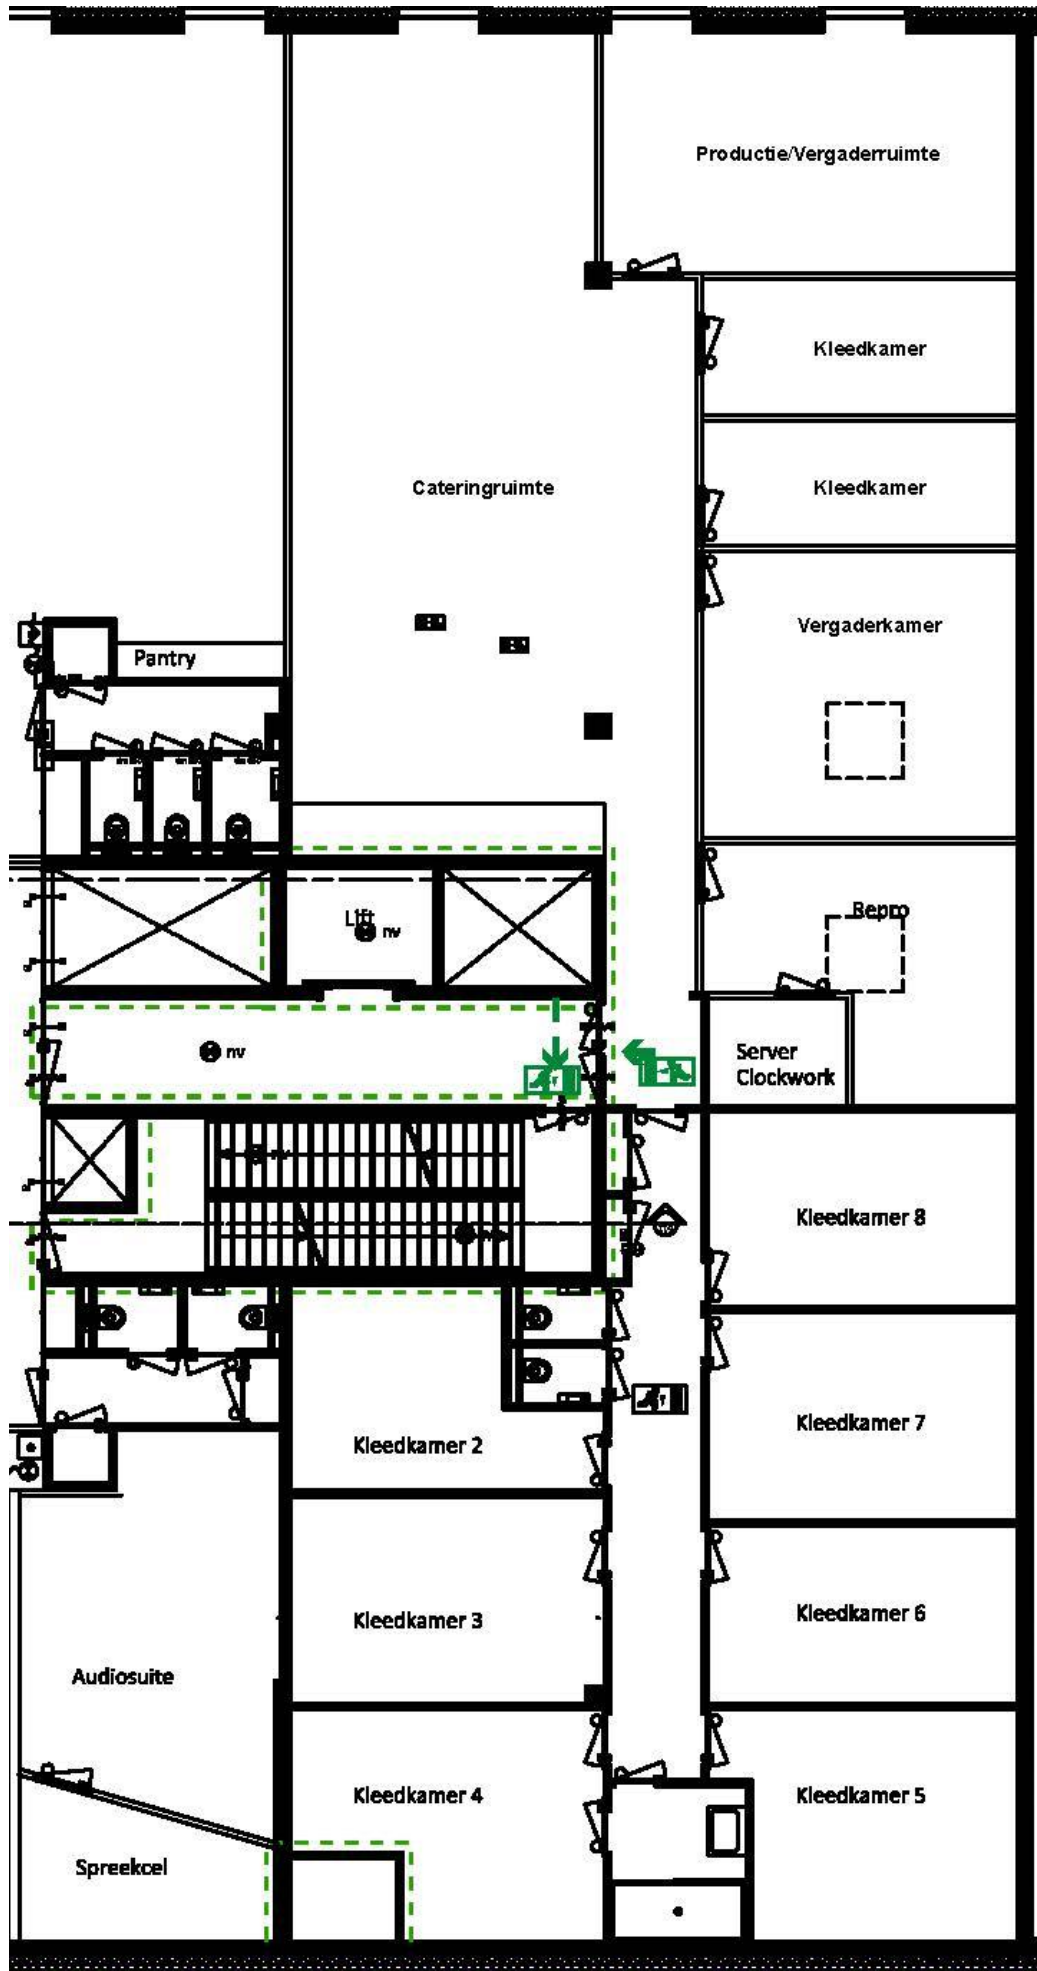 Productie/Vergaderruimte
Kleedkamer
Kleedkamer
Cateringruimte
Vergaderkamer
Pantry
Repro
Lift
nv
nv
Server
Clockwork
Kleedkamer 8
Kleedkamer 7
Kleedkamer 2
Kleedkamer 3
Kleedkamer 6
Audiosuite
Kleedkamer 4
Kleedkamer 5
Spreekcel